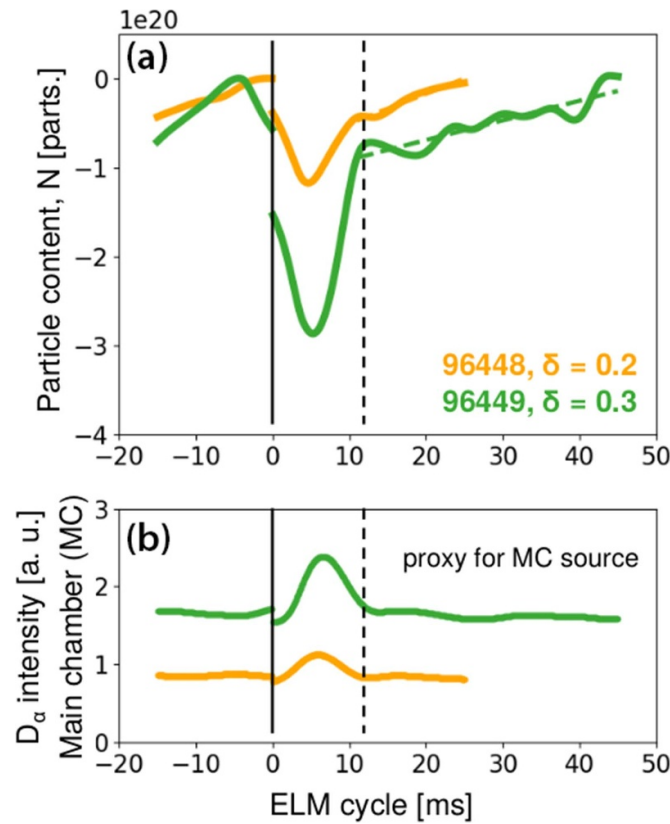 1e20
(a)
Particle content, N [parts.]
0
−1
−2
−3
−4
96448, δ = 0.2
96449, δ = 0.3
−20 −10 0 10 20 30 40 50
(b)
proxy for MC source
Dα intensity [a. u.]
Main chamber (MC)
3
2
1
0
−20 −10 0 10 20 30 40 50
ELM cycle [ms]